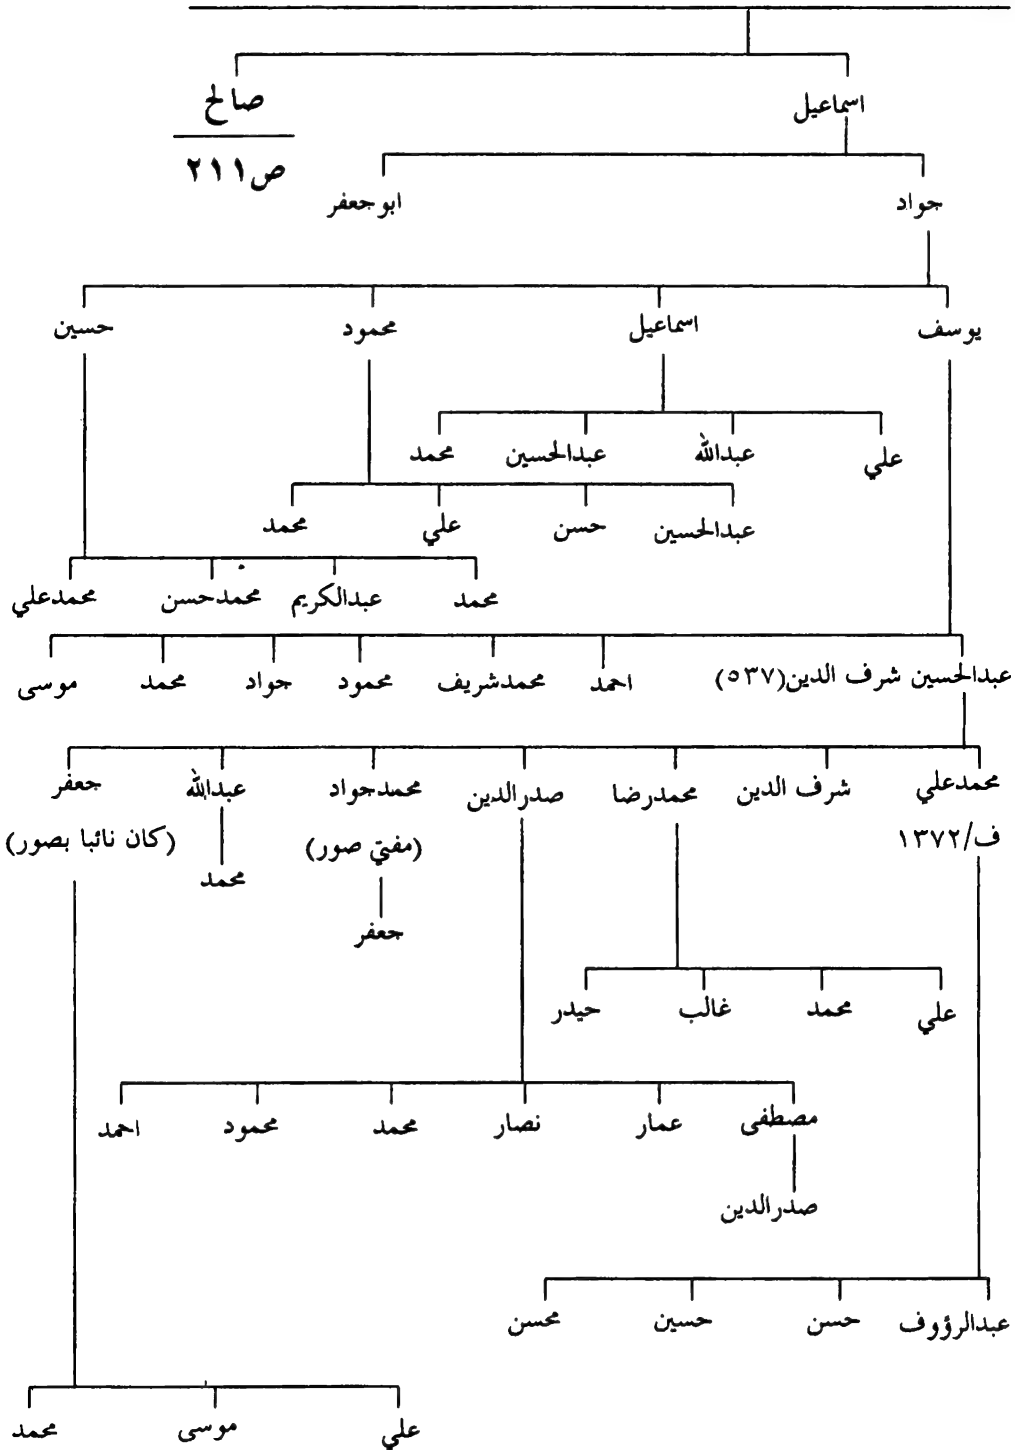 اسماعيل صالح
ص٢١١
جواد ابوجعفر
يوسف اسماعيل محمود حسين
علي عبدالله عبدالحسين محمد
عبدالحسين حسن علي محمد
محمد عبدالكريم محمدحسن محمدعلي
عبدالحسين شرف الدين(٥٣٧) احمد محمدشريف محمود جواد محمد موسى
محمدعلي شرف الدين محمدرضا صدرالدين محمدجواد عبدالله جعفر
ف/١٣٧٢ (مفتي صور) (كان نائبا بصور)
محمد
جعفر
علي محمد غالب حيدر
مصطفى عمار نصار محمد محمود احمد
صدرالدين
عبدالرؤوف حسن حسين محسن
علي موسى محمد